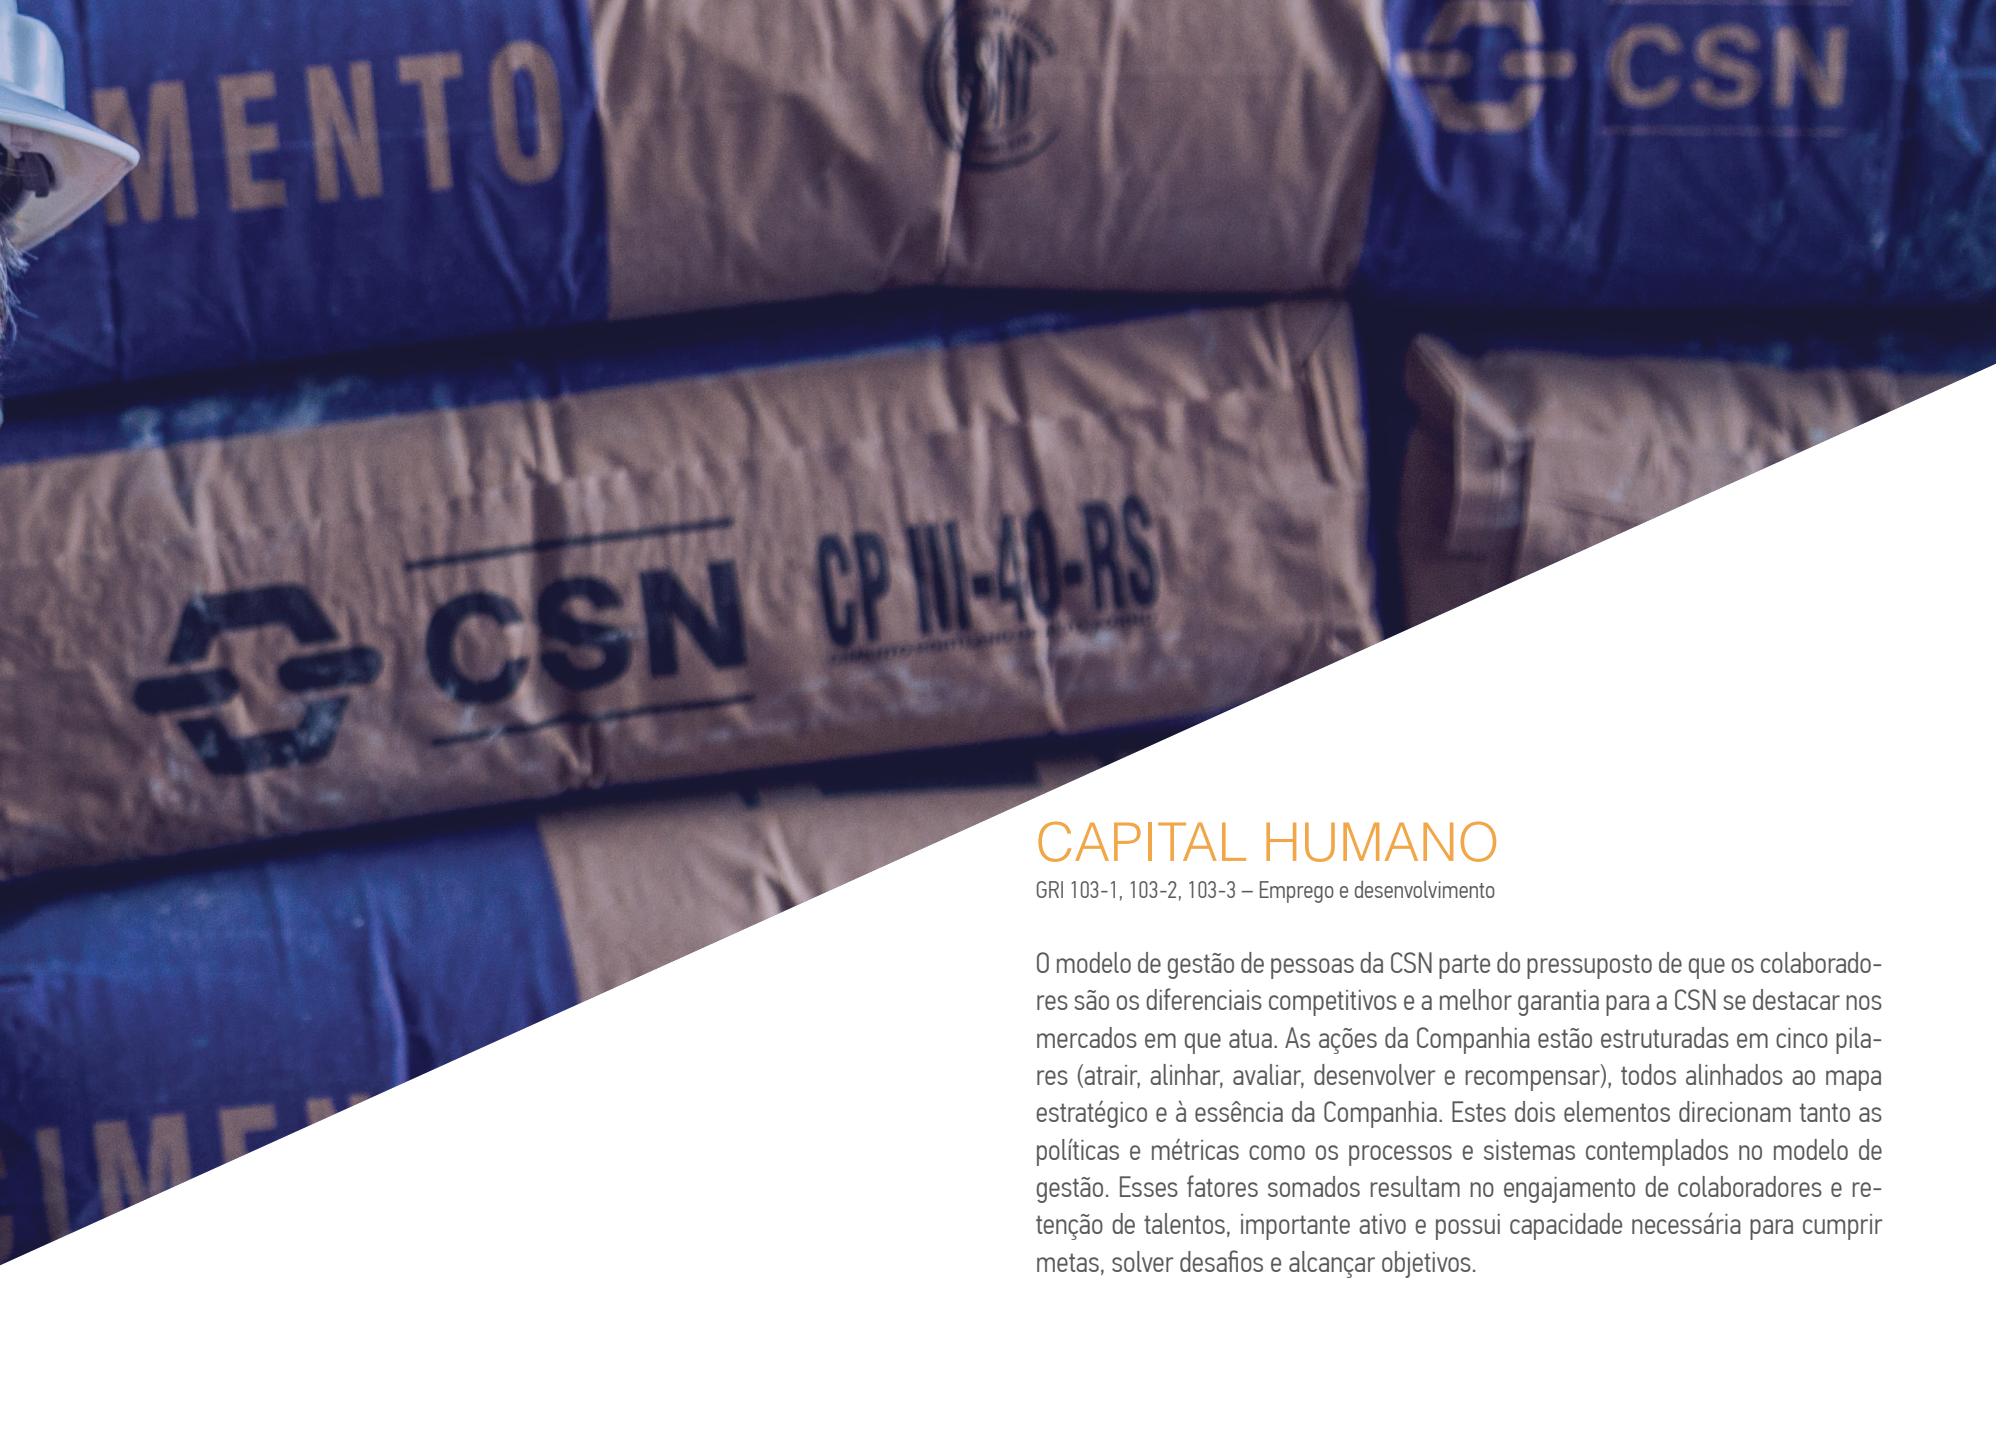 MENTO
CSN
CSN
CP III-40-RS
CIMEN
CAPITAL HUMANO
GRI 103-1, 103-2, 103-3 – Emprego e desenvolvimento
O modelo de gestão de pessoas da CSN parte do pressuposto de que os colaborado-
res são os diferenciais competitivos e a melhor garantia para a CSN se destacar nos
mercados em que atua. As ações da Companhia estão estruturadas em cinco pila-
res (atrair, alinhar, avaliar, desenvolver e recompensar), todos alinhados ao mapa
estratégico e à essência da Companhia. Estes dois elementos direcionam tanto as
políticas e métricas como os processos e sistemas contemplados no modelo de
gestão. Esses fatores somados resultam no engajamento de colaboradores e re-
tenção de talentos, importante ativo e possui capacidade necessária para cumprir
metas, solver desafios e alcançar objetivos.